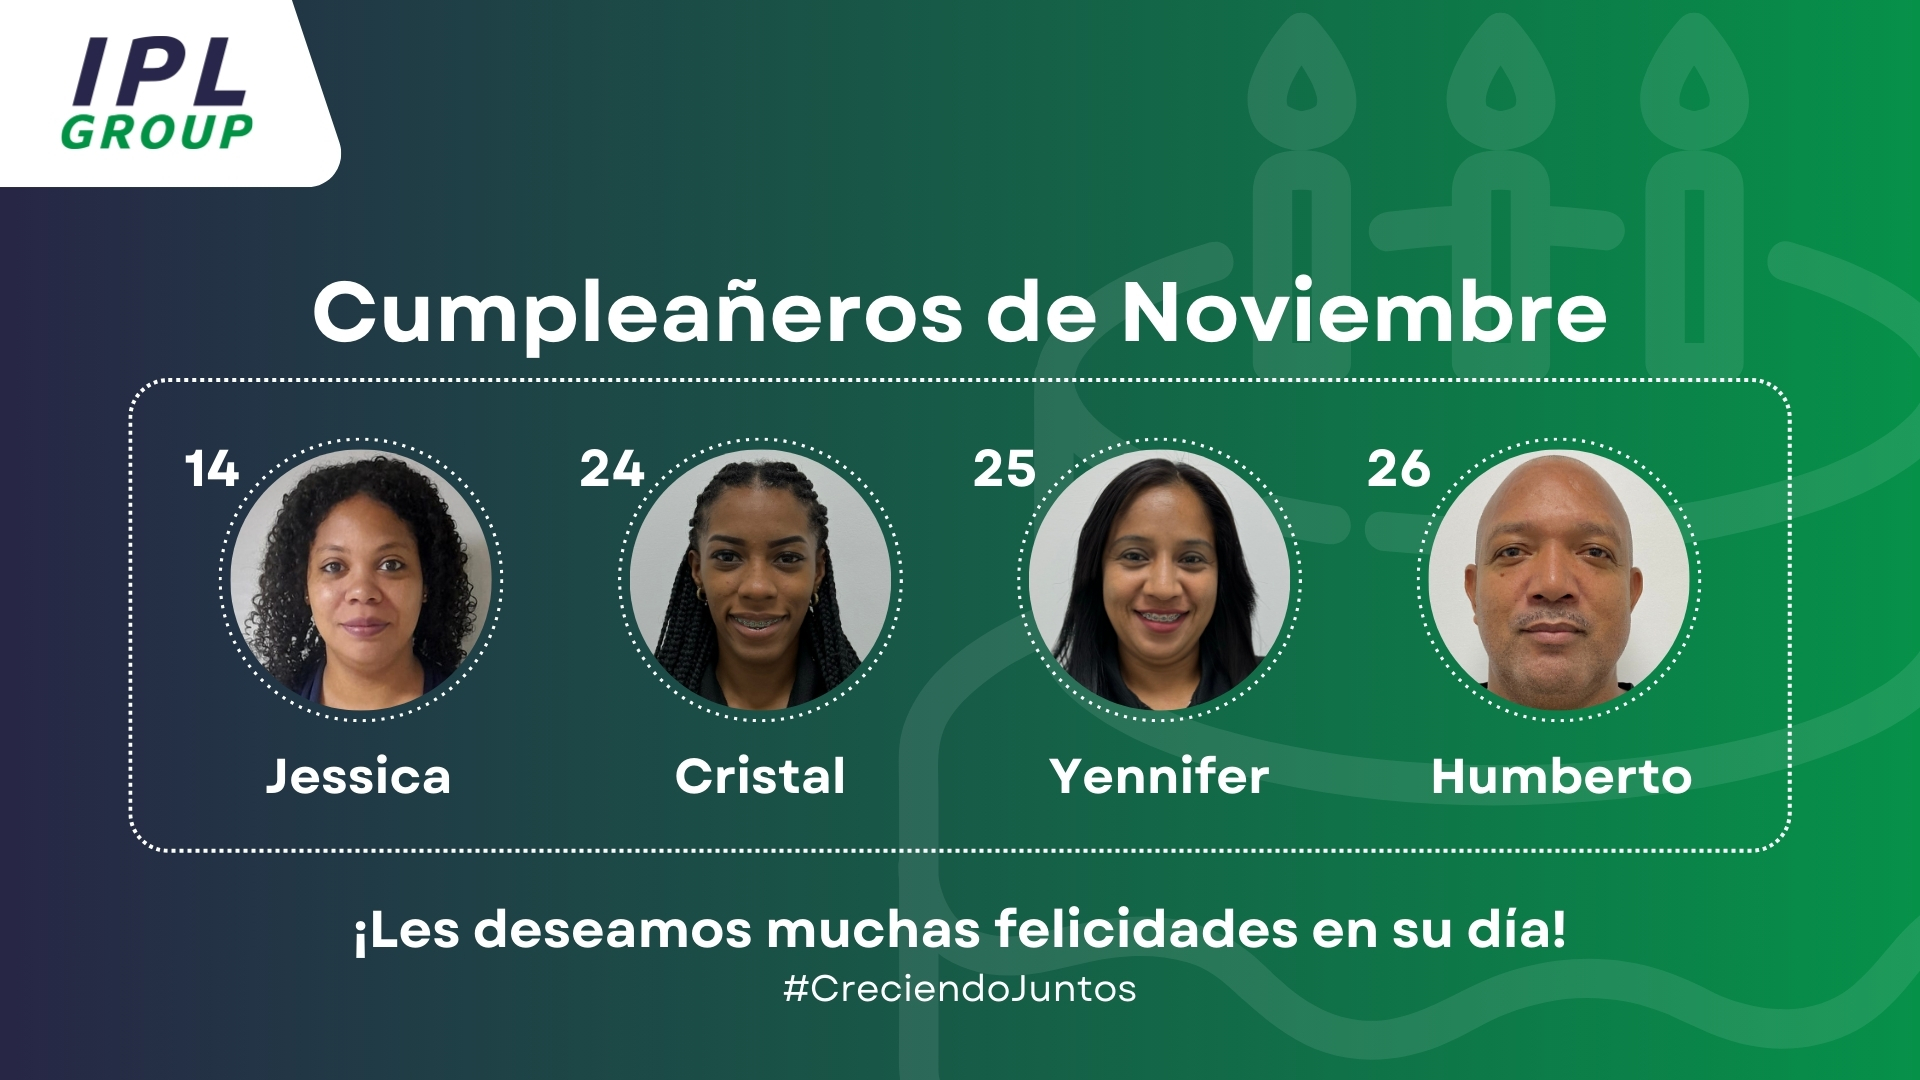 IPL
GROUP
Cumpleañeros de Noviembre
14
24
25
26
Jessica
Cristal
Yennifer
Humberto
¡Les deseamos muchas felicidades en su día!
#CreciendoJuntos